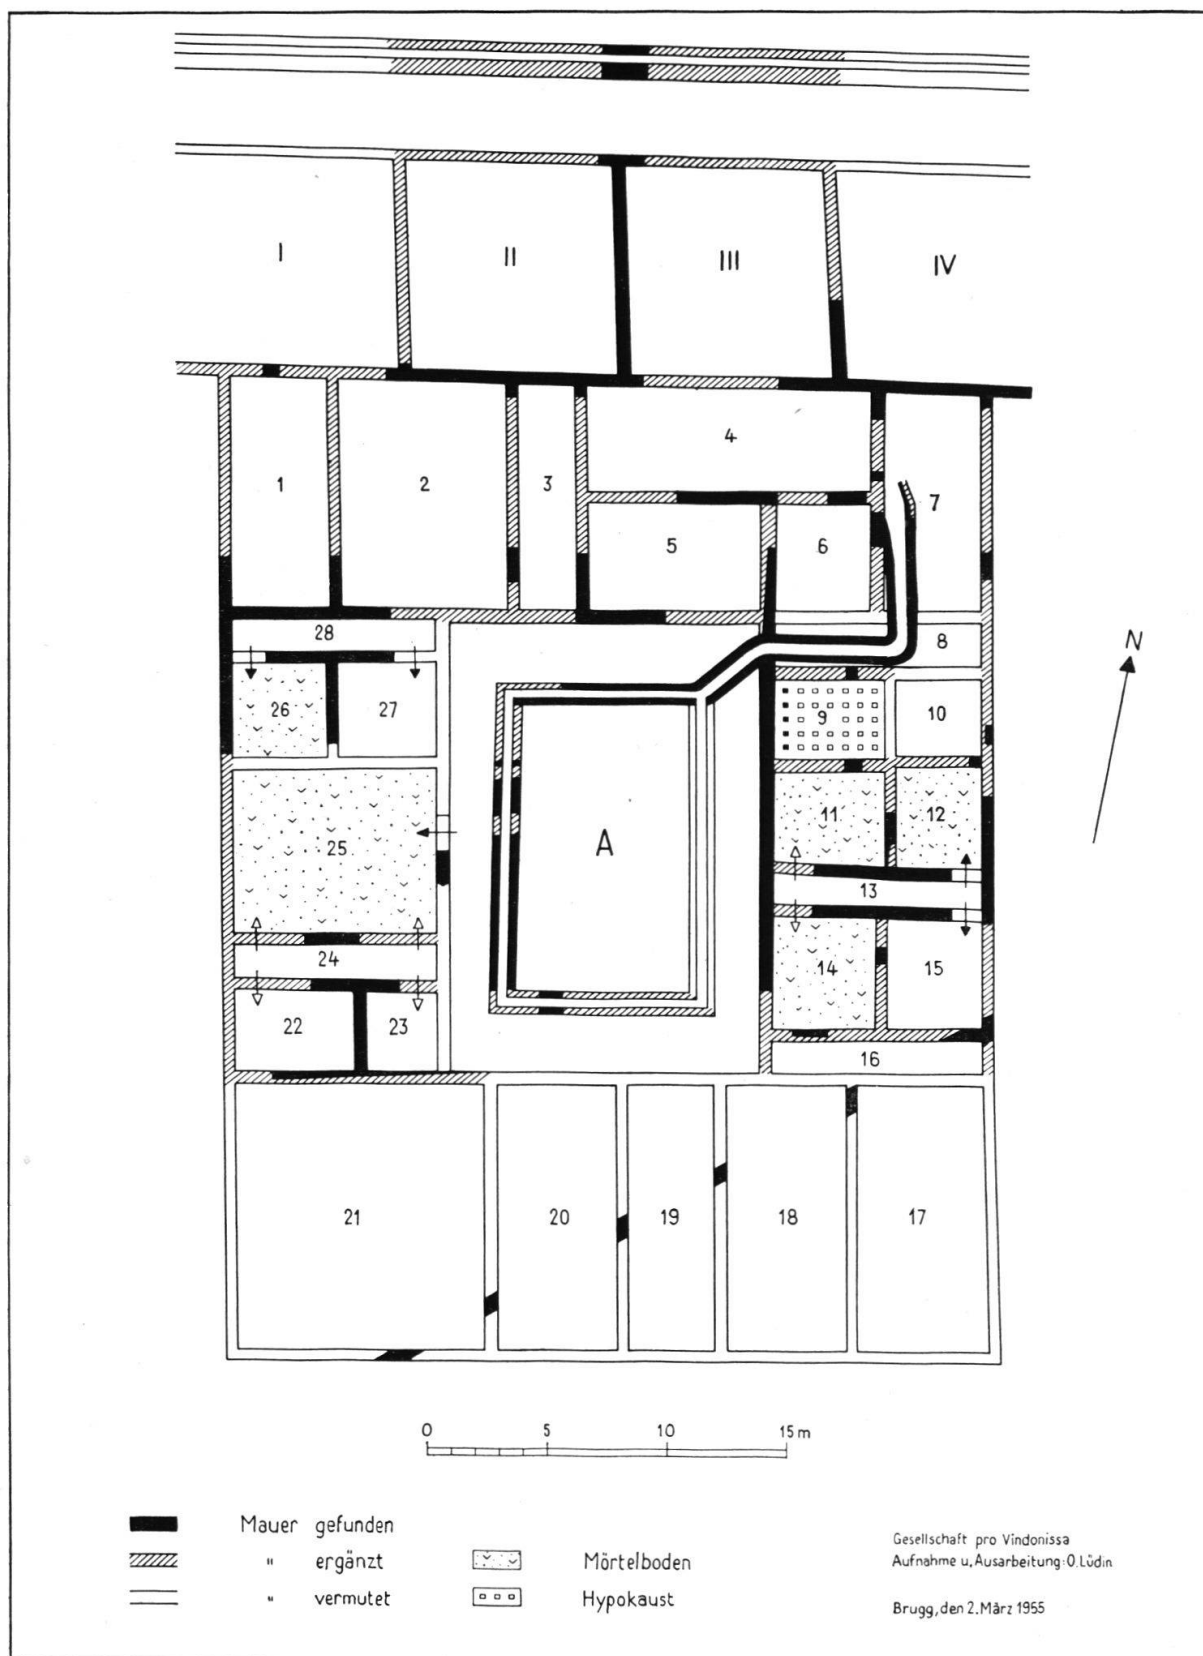 I
II
III
IV
1
2
3
4
5
6
7
8
9
10
11
12
13
14
15
16
17
18
19
20
21
22
23
24
25
26
27
28
A
N
0 5 10 15 m
Mauer gefunden
" ergänzt
" vermutet
Mörtelboden
Hypokaust
Gesellschaft pro Vindonissa
Aufnahme u. Ausarbeitung: O. Lüdin
Brugg, den 2. März 1955